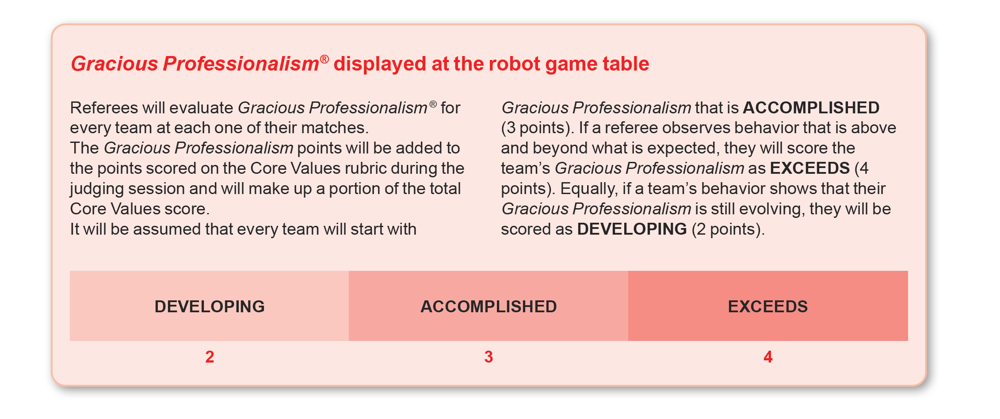 Gracious Professionalism® displayed at the robot game table
Referees will evaluate Gracious Professionalism® for
every team at each one of their matches.
The Gracious Professionalism points will be added to
the points scored on the Core Values rubric during the
judging session and will make up a portion of the total
Core Values score.
It will be assumed that every team will start with
Gracious Professionalism that is ACCOMPLISHED
(3 points). If a referee observes behavior that is above
and beyond what is expected, they will score the
team’s Gracious Professionalism as EXCEEDS (4
points). Equally, if a team’s behavior shows that their
Gracious Professionalism is still evolving, they will be
scored as DEVELOPING (2 points).
DEVELOPING
ACCOMPLISHED
EXCEEDS
2
3
4